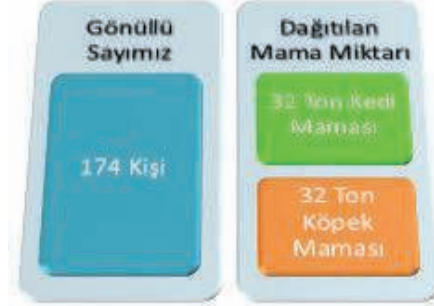 Gönüllü
Sayımız
174 Kişi
Dağıtılan
Mama Miktarı
32 Ton Kedi
Maması
32 Ton
Köpek
Maması